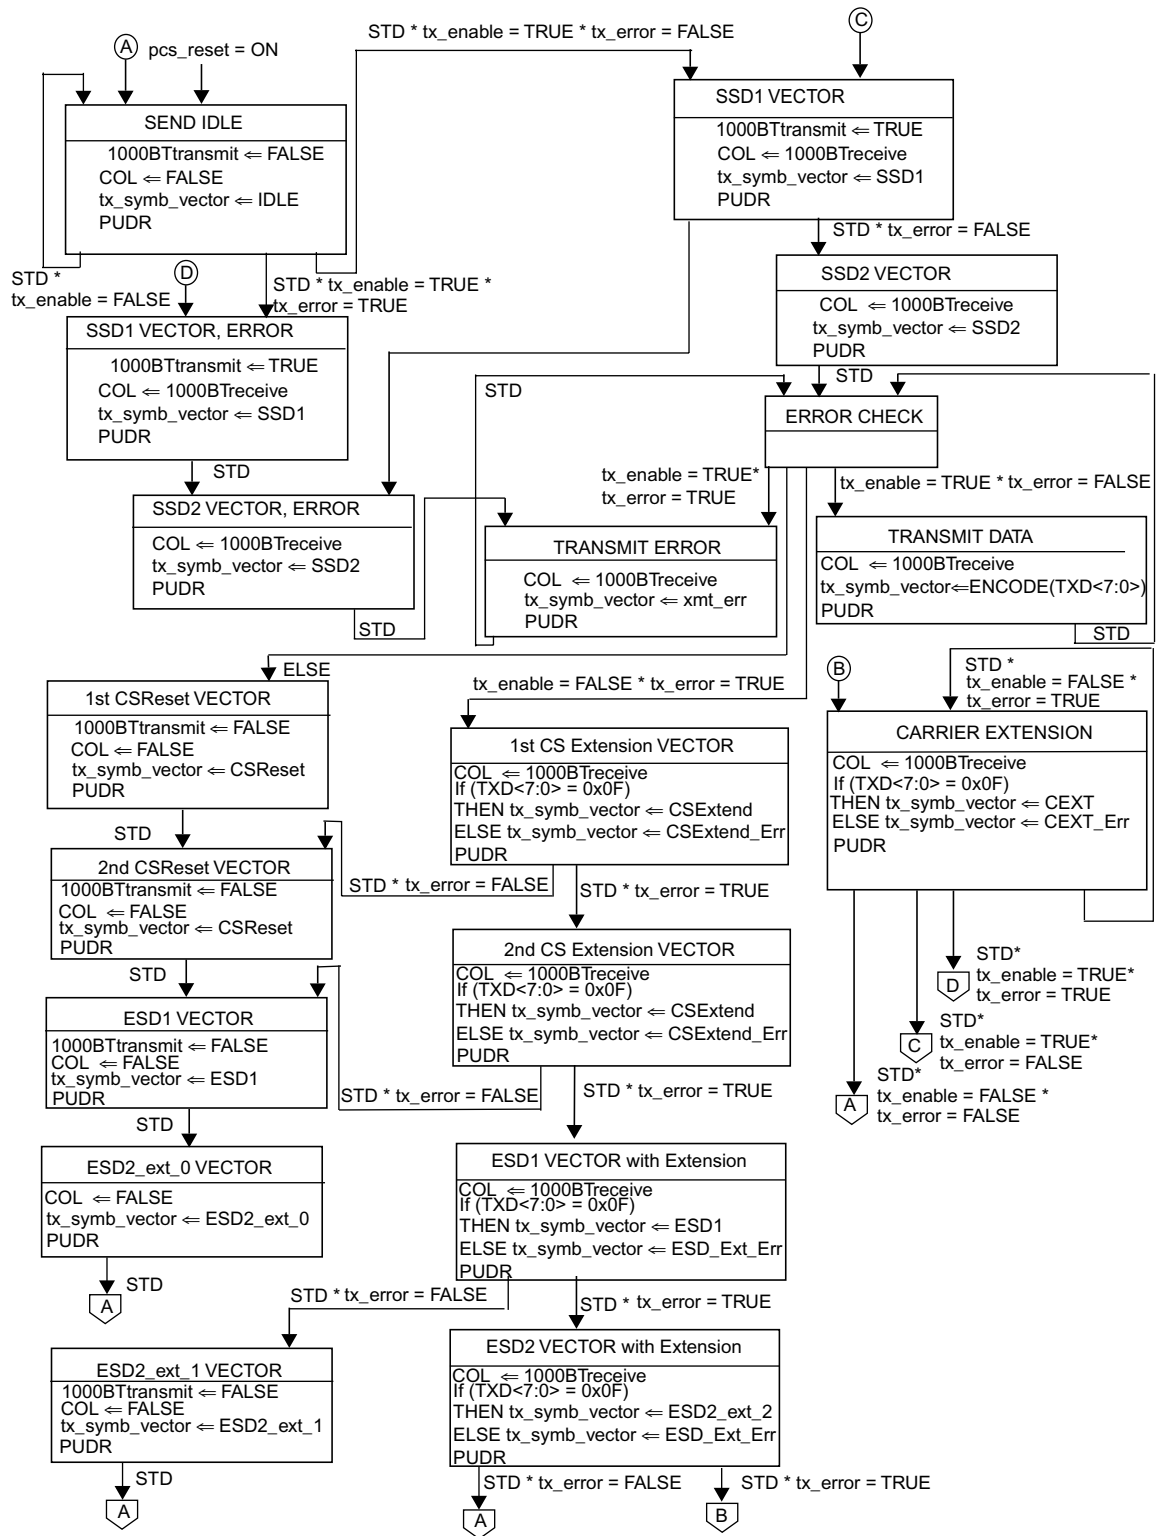 A
pcs_reset = ON
STD * tx_enable = TRUE * tx_error = FALSE
C
SEND IDLE
1000BTtransmit ⇐ FALSE
COL ⇐ FALSE
tx_symb_vector ⇐ IDLE
PUDR
SSD1 VECTOR
1000BTtransmit ⇐ TRUE
COL ⇐ 1000BTreceive
tx_symb_vector ⇐ SSD1
PUDR
STD * tx_error = FALSE
STD *
tx_enable = FALSE
D
STD * tx_enable = TRUE *
tx_error = TRUE
SSD2 VECTOR
COL ⇐ 1000BTreceive
tx_symb_vector ⇐ SSD2
PUDR
STD
SSD1 VECTOR, ERROR
1000BTtransmit ⇐ TRUE
COL ⇐ 1000BTreceive
tx_symb_vector ⇐ SSD1
PUDR
STD
STD
ERROR CHECK
tx_enable = TRUE*
tx_error = TRUE
tx_enable = TRUE * tx_error = FALSE
SSD2 VECTOR, ERROR
COL ⇐ 1000BTreceive
tx_symb_vector ⇐ SSD2
PUDR
STD
TRANSMIT ERROR
COL ⇐ 1000BTreceive
tx_symb_vector ⇐ xmt_err
PUDR
TRANSMIT DATA
COL ⇐ 1000BTreceive
tx_symb_vector⇐ENCODE(TXD<7:0>)
PUDR
STD
ELSE
tx_enable = FALSE * tx_error = TRUE
B
STD *
tx_enable = FALSE *
tx_error = TRUE
1st CSReset VECTOR
1000BTtransmit ⇐ FALSE
COL ⇐ FALSE
tx_symb_vector ⇐ CSReset
PUDR
STD
1st CS Extension VECTOR
COL ⇐ 1000BTreceive
If (TXD<7:0> = 0x0F)
THEN tx_symb_vector ⇐ CSExtend
ELSE tx_symb_vector ⇐ CSExtend_Err
PUDR
CARRIER EXTENSION
COL ⇐ 1000BTreceive
If (TXD<7:0> = 0x0F)
THEN tx_symb_vector ⇐ CEXT
ELSE tx_symb_vector ⇐ CEXT_Err
PUDR
2nd CSReset VECTOR
1000BTtransmit ⇐ FALSE
COL ⇐ FALSE
tx_symb_vector ⇐ CSReset
PUDR
STD * tx_error = FALSE
STD * tx_error = TRUE
STD
2nd CS Extension VECTOR
COL ⇐ 1000BTreceive
If (TXD<7:0> = 0x0F)
THEN tx_symb_vector ⇐ CSExtend
ELSE tx_symb_vector ⇐ CSExtend_Err
PUDR
D
STD*
tx_enable = TRUE*
tx_error = TRUE
C
STD*
tx_enable = TRUE*
tx_error = FALSE
A
STD*
tx_enable = FALSE *
tx_error = FALSE
ESD1 VECTOR
1000BTtransmit ⇐ FALSE
COL ⇐ FALSE
tx_symb_vector ⇐ ESD1
PUDR
STD * tx_error = FALSE
STD * tx_error = TRUE
STD
ESD2_ext_0 VECTOR
COL ⇐ FALSE
tx_symb_vector ⇐ ESD2_ext_0
PUDR
STD
A
ESD1 VECTOR with Extension
COL ⇐ 1000BTreceive
If (TXD<7:0> = 0x0F)
THEN tx_symb_vector ⇐ ESD1
ELSE tx_symb_vector ⇐ ESD_Ext_Err
PUDR
STD * tx_error = FALSE
STD * tx_error = TRUE
ESD2_ext_1 VECTOR
1000BTtransmit ⇐ FALSE
COL ⇐ FALSE
tx_symb_vector ⇐ ESD2_ext_1
PUDR
STD
A
ESD2 VECTOR with Extension
COL ⇐ 1000BTreceive
If (TXD<7:0> = 0x0F)
THEN tx_symb_vector ⇐ ESD2_ext_2
ELSE tx_symb_vector ⇐ ESD_Ext_Err
PUDR
STD * tx_error = FALSE
STD * tx_error = TRUE
A
B